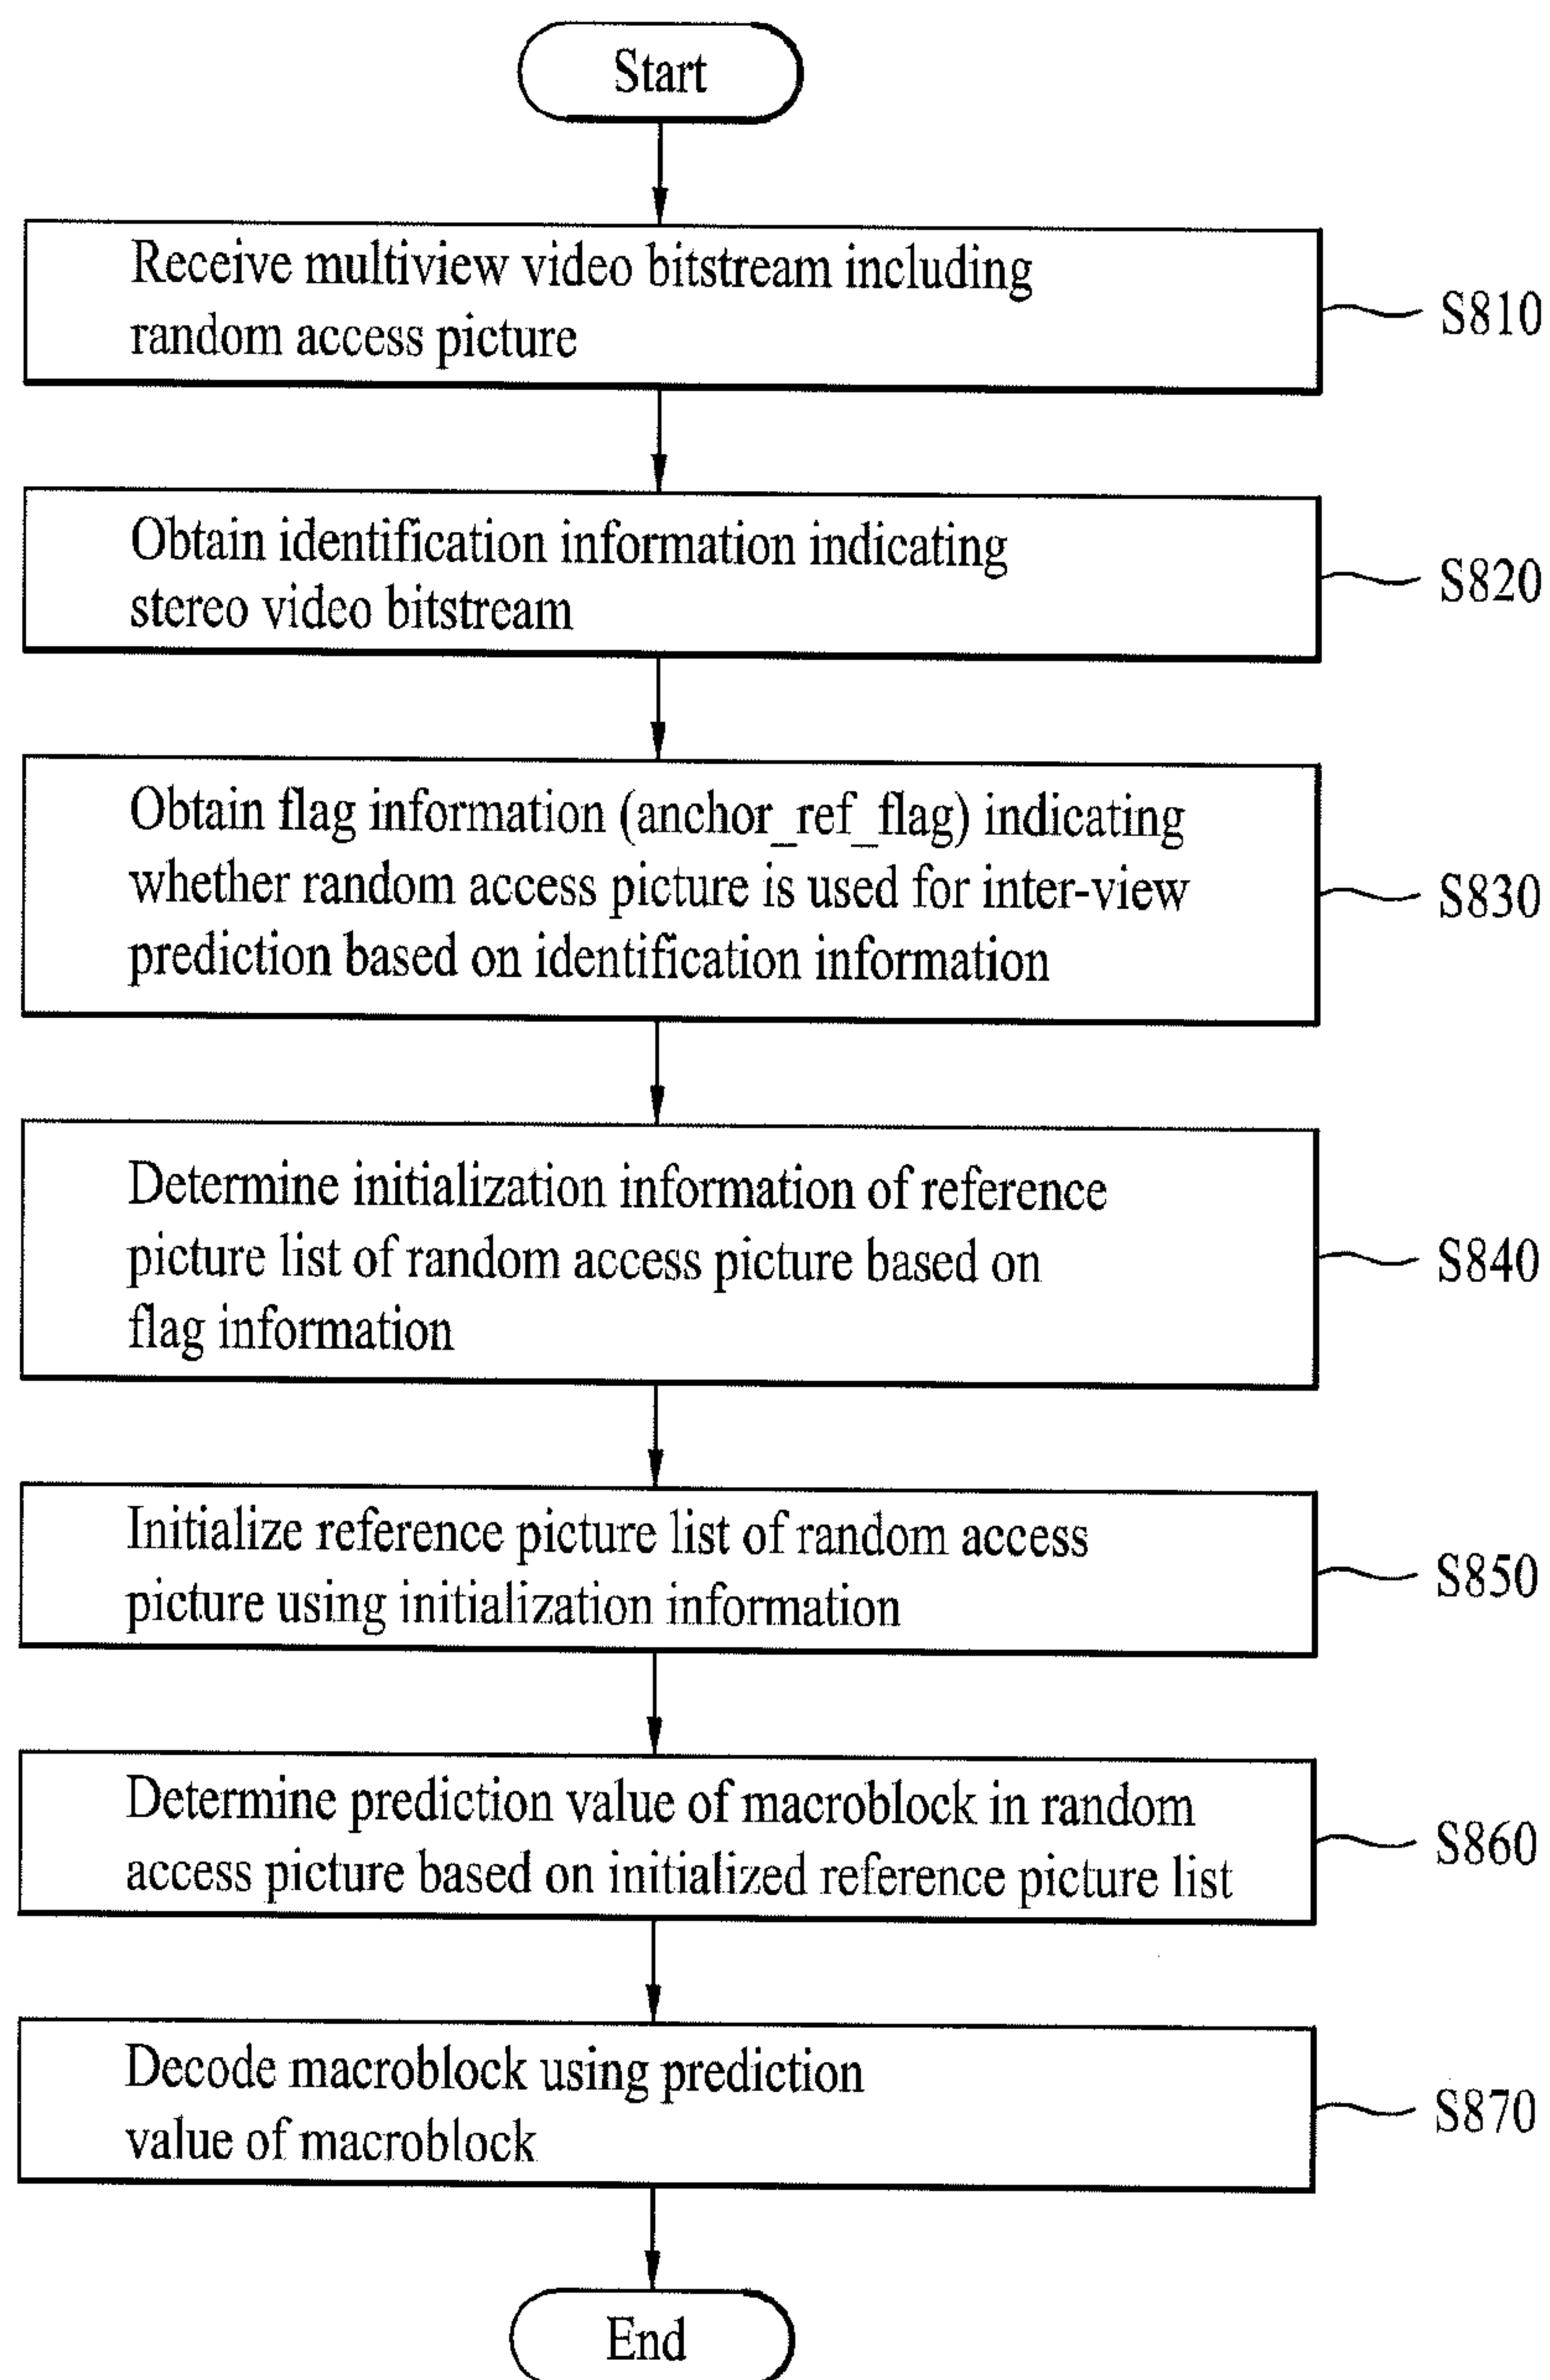 Start
Receive multiview video bitstream including
random access picture
S810
Obtain identification information indicating
stereo video bitstream
S820
Obtain flag information (anchor_ref_flag) indicating
whether random access picture is used for inter-view
prediction based on identification information
S830
Determine initialization information of reference
picture list of random access picture based on
flag information
S840
Initialize reference picture list of random access
picture using initialization information
S850
Determine prediction value of macroblock in random
access picture based on initialized reference picture list
S860
Decode macroblock using prediction
value of macroblock
S870
End